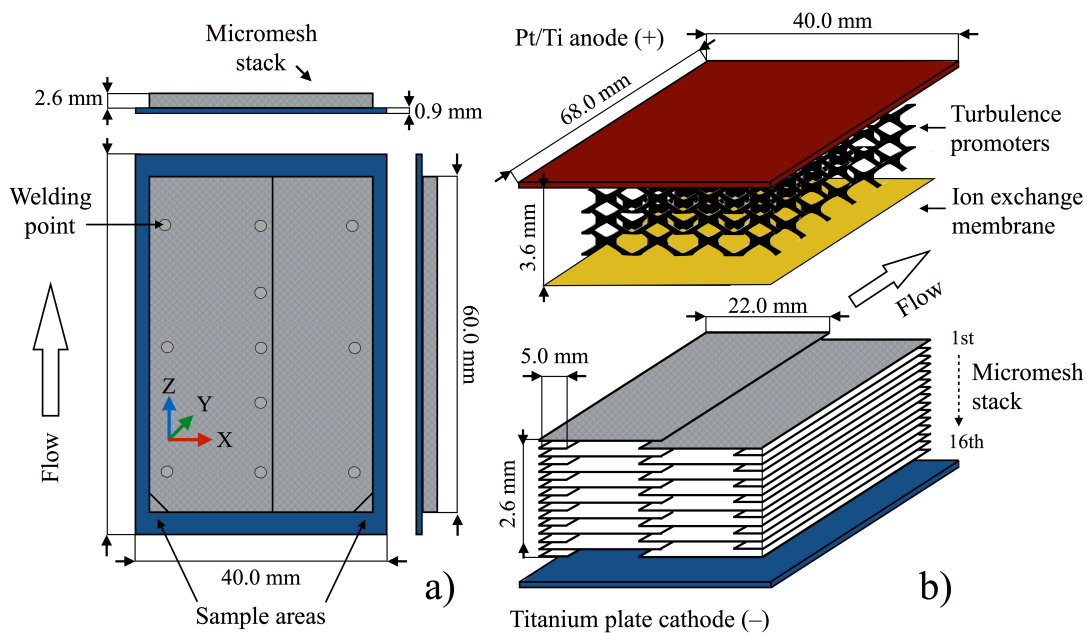 Micromesh
stack
2.6 mm
0.9 mm
Welding
point
60.0 mm
Flow
Z
Y
X
40.0 mm
Sample areas
a)
Pt/Ti anode (+)
40.0 mm
68.0 mm
Turbulence
promoters
Ion exchange
membrane
3.6 mm
Flow
22.0 mm
5.0 mm
1st
Micromesh
stack
16th
2.6 mm
Titanium plate cathode (–)
b)